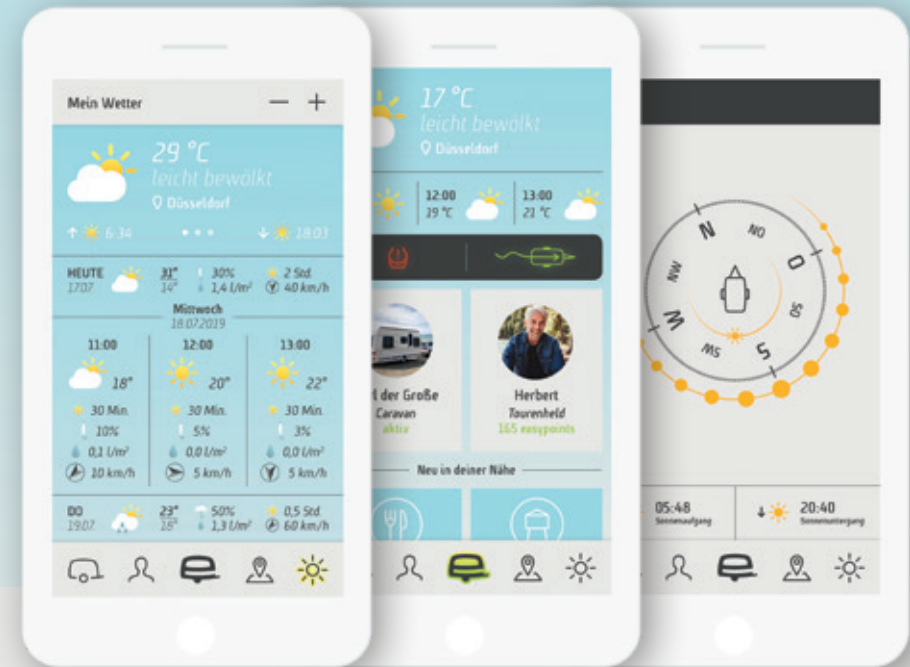 Mein Wetter
29 °C
leicht bewölkt
Düsseldorf
6:34
18:03
HEUTE 31° 30% 2 Std.
17.07 14° 1,4 l/m² 40 km/h
Mittwoch
18.07.2019
11:00 12:00 13:00
18° 20° 22°
30 Min. 30 Min. 30 Min.
10% 5% 3%
0,1 l/m² 0,0 l/m² 0,0 l/m²
10 km/h 5 km/h 5 km/h
DO 23° 50% 0,5 Std.
19.07 18° 1,3 l/m² 60 km/h
17 °C
leicht bewölkt
Düsseldorf
12:00 13:00
19 °C 21 °C
der Große
Caravan
aktiv
Herbert
Tourenheld
165 easypoints
Neu in deiner Nähe
N
NO
O
SO
S
SW
W
NW
05:48
Sonnenaufgang
20:40
Sonnenuntergang